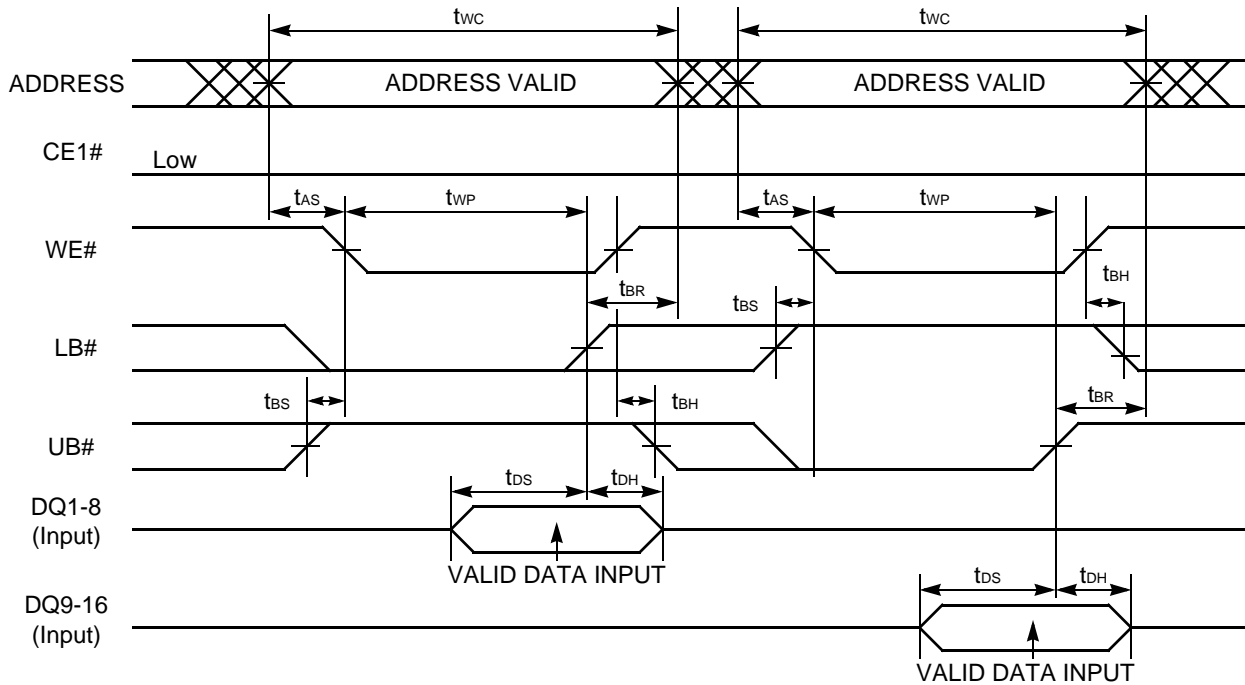 tWC tWC
ADDRESS ADDRESS VALID ADDRESS VALID
CE1# Low
tAS tWP tAS tWP
WE#
tBR tBS tBH
LB#
tBS tBH tBR
UB#
tDS tDH
DQ1-8
(Input)
VALID DATA INPUT
tDS tDH
DQ9-16
(Input)
VALID DATA INPUT